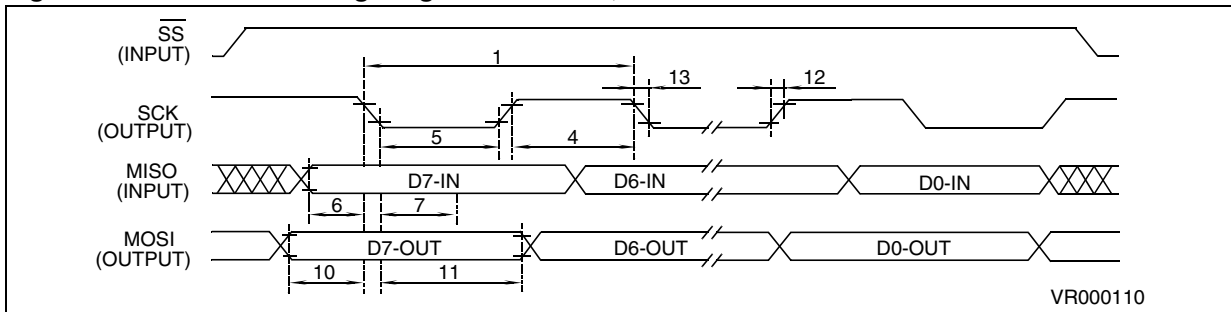 SS
(INPUT)
1
13
12
SCK
(OUTPUT)
5
4
MISO
(INPUT)
D7-IN
D6-IN
D0-IN
6
7
MOSI
(OUTPUT)
D7-OUT
D6-OUT
D0-OUT
10
11
VR000110